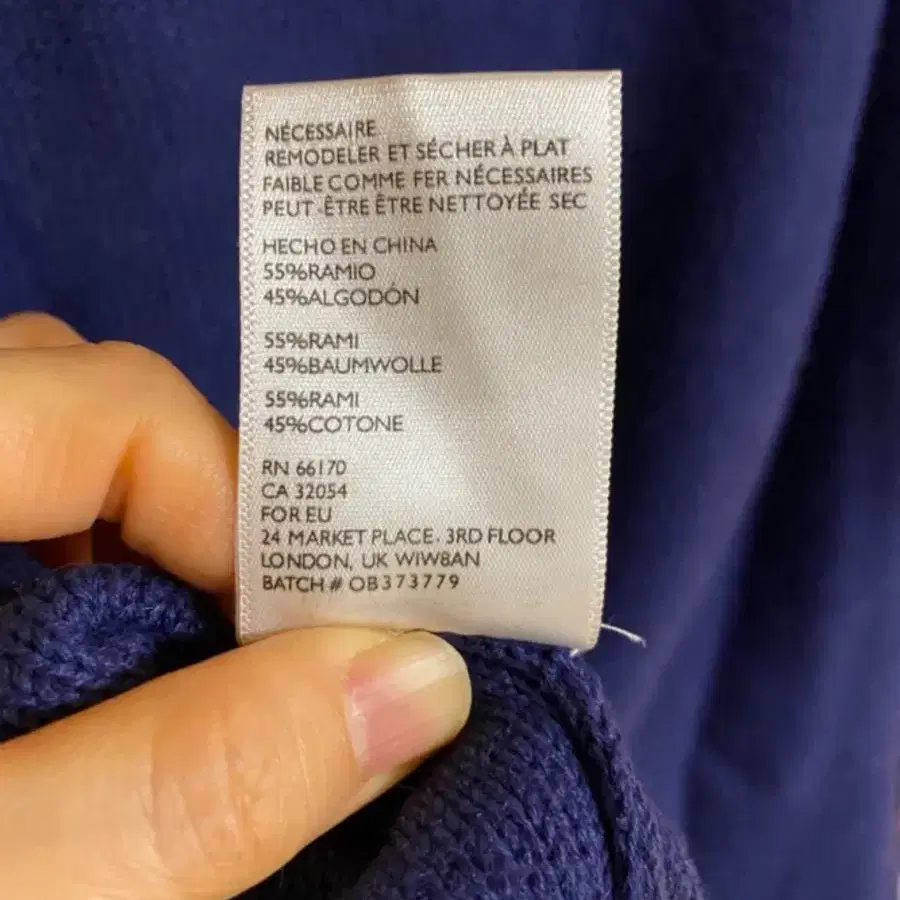 NÉCESSAIRE
REMODELER ET SÉCHER À PLAT
FAIBLE COMME FER NÉCESSAIRES
PEUT-ÊTRE ÊTRE NETTOYÉE SEC
HECHO EN CHINA
55%RAMIO
45%ALGODÓN
55%RAMI
45%BAUMWOLLE
55%RAMI
45%COTONE
RN 66170
CA 32054
FOR EU
24 MARKET PLACE. 3RD FLOOR
LONDON, UK WIW8AN
BATCH # OB373779